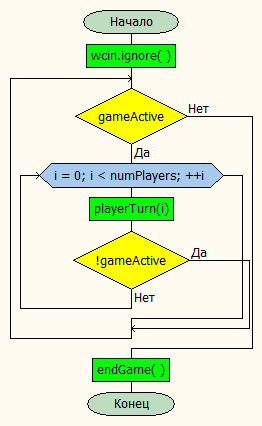 Начало
wcin.ignore( )
gameActive
Нет
Да
i = 0; i < numPlayers; ++i
playerTurn(i)
!gameActive
Да
Нет
endGame( )
Конец